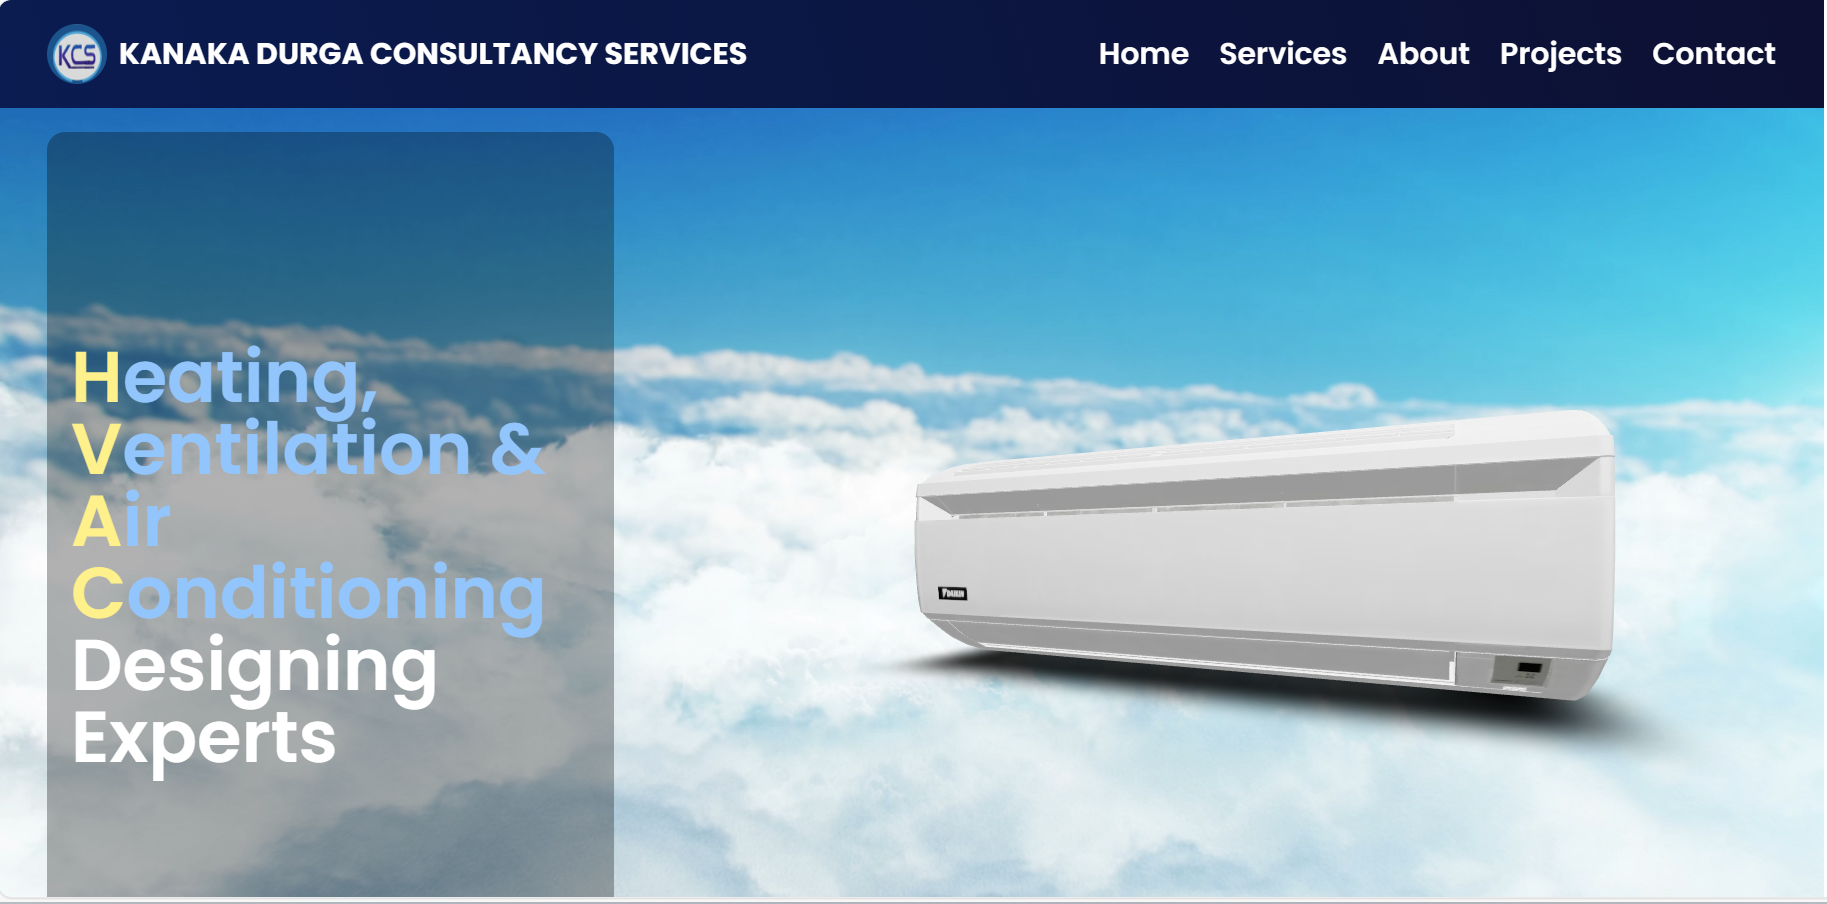 KCS
KANAKA DURGA CONSULTANCY SERVICES
Home Services About Projects Contact
Heating,
Ventilation &
Air
Conditioning
Designing
Experts
DAIKIN